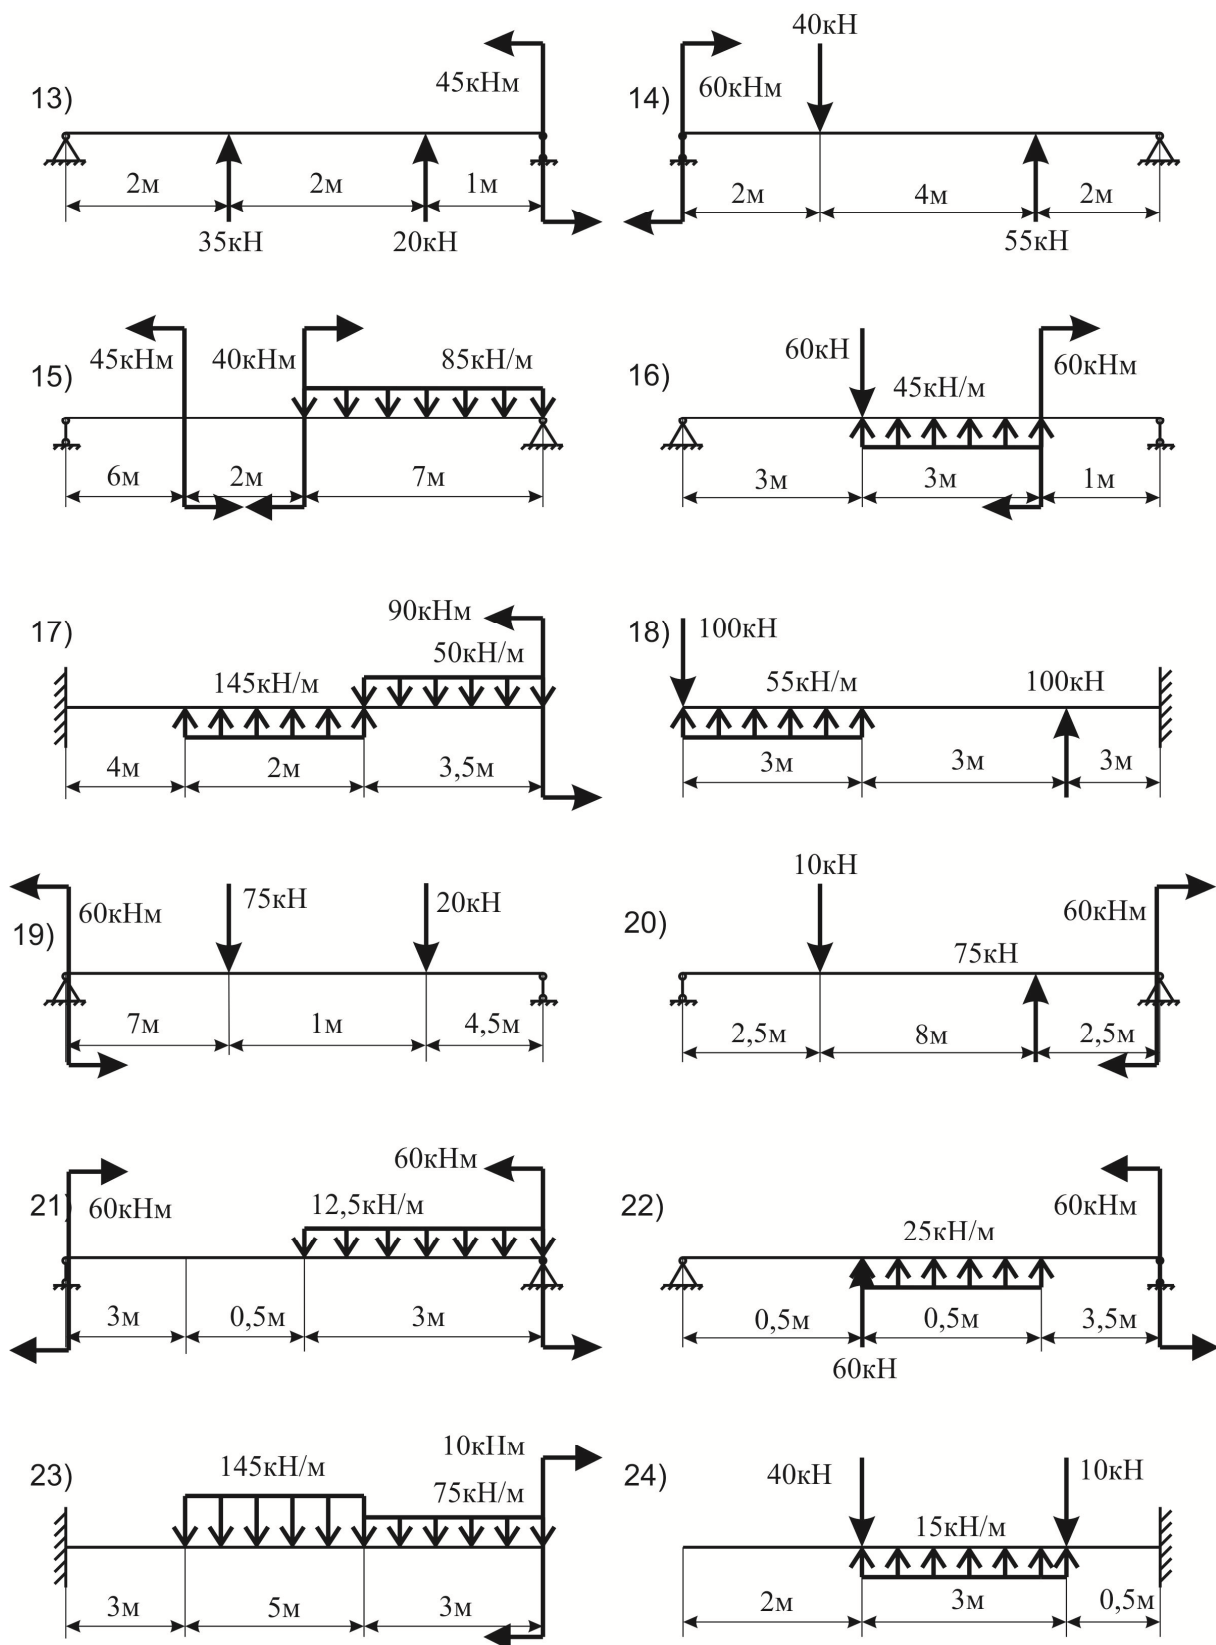 13)
45кНм
2м
2м
1м
35кН
20кН
14)
60кНм
40кН
2м
4м
2м
55кН
15)
45кНм
40кНм
85кН/м
6м
2м
7м
16)
60кН
45кН/м
60кНм
3м
3м
1м
17)
90кНм
50кН/м
145кН/м
4м
2м
3,5м
18)
100кН
55кН/м
100кН
3м
3м
3м
19)
60кНм
75кН
20кН
7м
1м
4,5м
20)
10кН
75кН
60кНм
2,5м
8м
2,5м
21)
60кНм
12,5кН/м
60кНм
3м
0,5м
3м
22)
25кН/м
60кНм
0,5м
0,5м
3,5м
60кН
23)
145кН/м
10кНм
75кН/м
3м
5м
3м
24)
40кН
10кН
15кН/м
2м
3м
0,5м